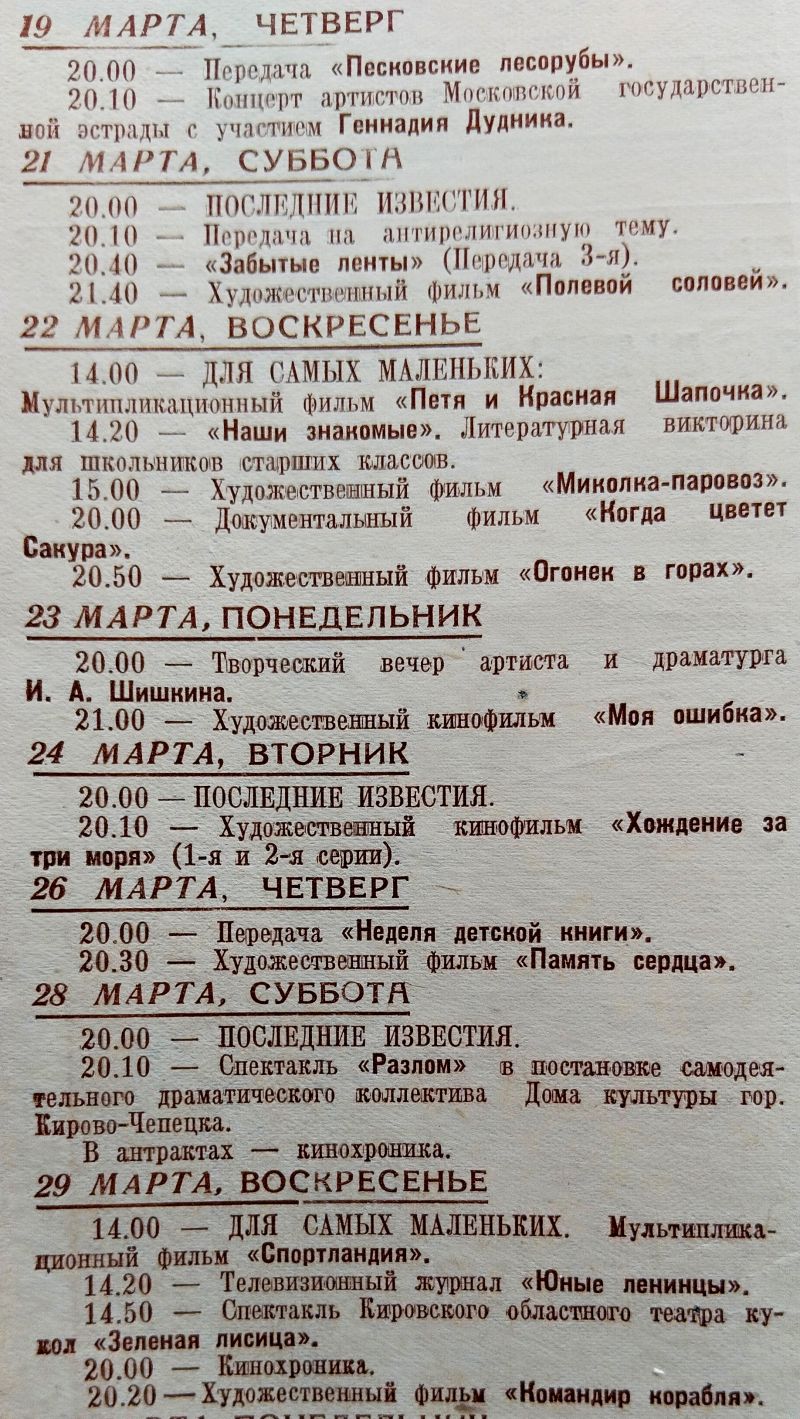 19 МАРТА, ЧЕТВЕРГ
20.00 — Передача «Песковские лесорубы».
20.10 — Концерт артистов Московской государствен-
ной эстрады с участием Геннадия Дудника.
21 МАРТА, СУББОТА
20.00 — ПОСЛЕДНИЕ ИЗВЕСТИЯ.
20.10 — Передача на антирелигиозную тему.
20.40 — «Забытые ленты» (Передача 3-я).
21.40 — Художественный фильм «Полевой соловей».
22 МАРТА, ВОСКРЕСЕНЬЕ
14.00 — ДЛЯ САМЫХ МАЛЕНЬКИХ:
Мультипликационный фильм «Петя и Красная Шапочка».
14.20 — «Наши знакомые». Литературная викторина
для школьников старших классов.
15.00 — Художественный фильм «Миколка-паровоз».
20.00 — Документальный фильм «Когда цветет
Сакура».
20.50 — Художественный фильм «Огонек в горах».
23 МАРТА, ПОНЕДЕЛЬНИК
20.00 — Творческий вечер артиста и драматурга
И. А. Шишкина.
21.00 — Художественный кинофильм «Моя ошибка».
24 МАРТА, ВТОРНИК
20.00 — ПОСЛЕДНИЕ ИЗВЕСТИЯ.
20.10 — Художественный кинофильм «Хождение за
три моря» (1-я и 2-я серии).
26 МАРТА, ЧЕТВЕРГ
20.00 — Передача «Неделя детской книги».
20.30 — Художественный фильм «Память сердца».
28 МАРТА, СУББОТА
20.00 — ПОСЛЕДНИЕ ИЗВЕСТИЯ.
20.10 — Спектакль «Разлом» в постановке самодея-
тельного драматического коллектива Дома культуры гор.
Кирово-Чепецка.
В антрактах — кинохроника.
29 МАРТА, ВОСКРЕСЕНЬЕ
14.00 — ДЛЯ САМЫХ МАЛЕНЬКИХ. Мультиплика-
ционный фильм «Спортландия».
14.20 — Телевизионный журнал «Юные ленинцы».
14.50 — Спектакль Кировского областного театра ку-
кол «Зеленая лисица».
20.00 — Кинохроника.
20.20 — Художественный фильм «Командир корабля».